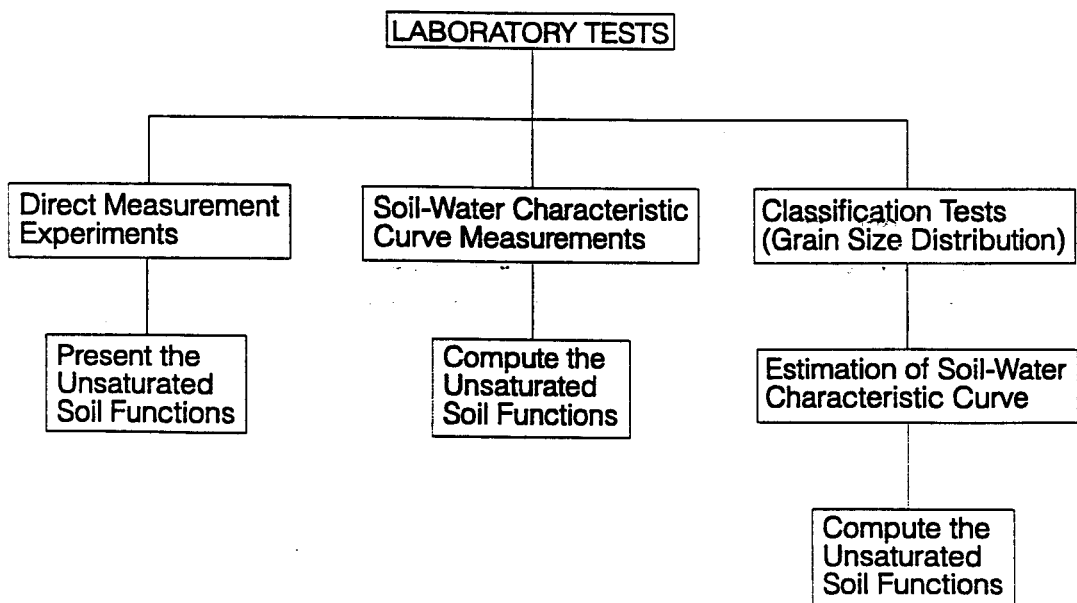 LABORATORY TESTS
Direct Measurement
Experiments
Soil-Water Characteristic
Curve Measurements
Classification Tests
(Grain Size Distribution)
Present the
Unsaturated
Soil Functions
Compute the
Unsaturated
Soil Functions
Estimation of Soil-Water
Characteristic Curve
Compute the
Unsaturated
Soil Functions